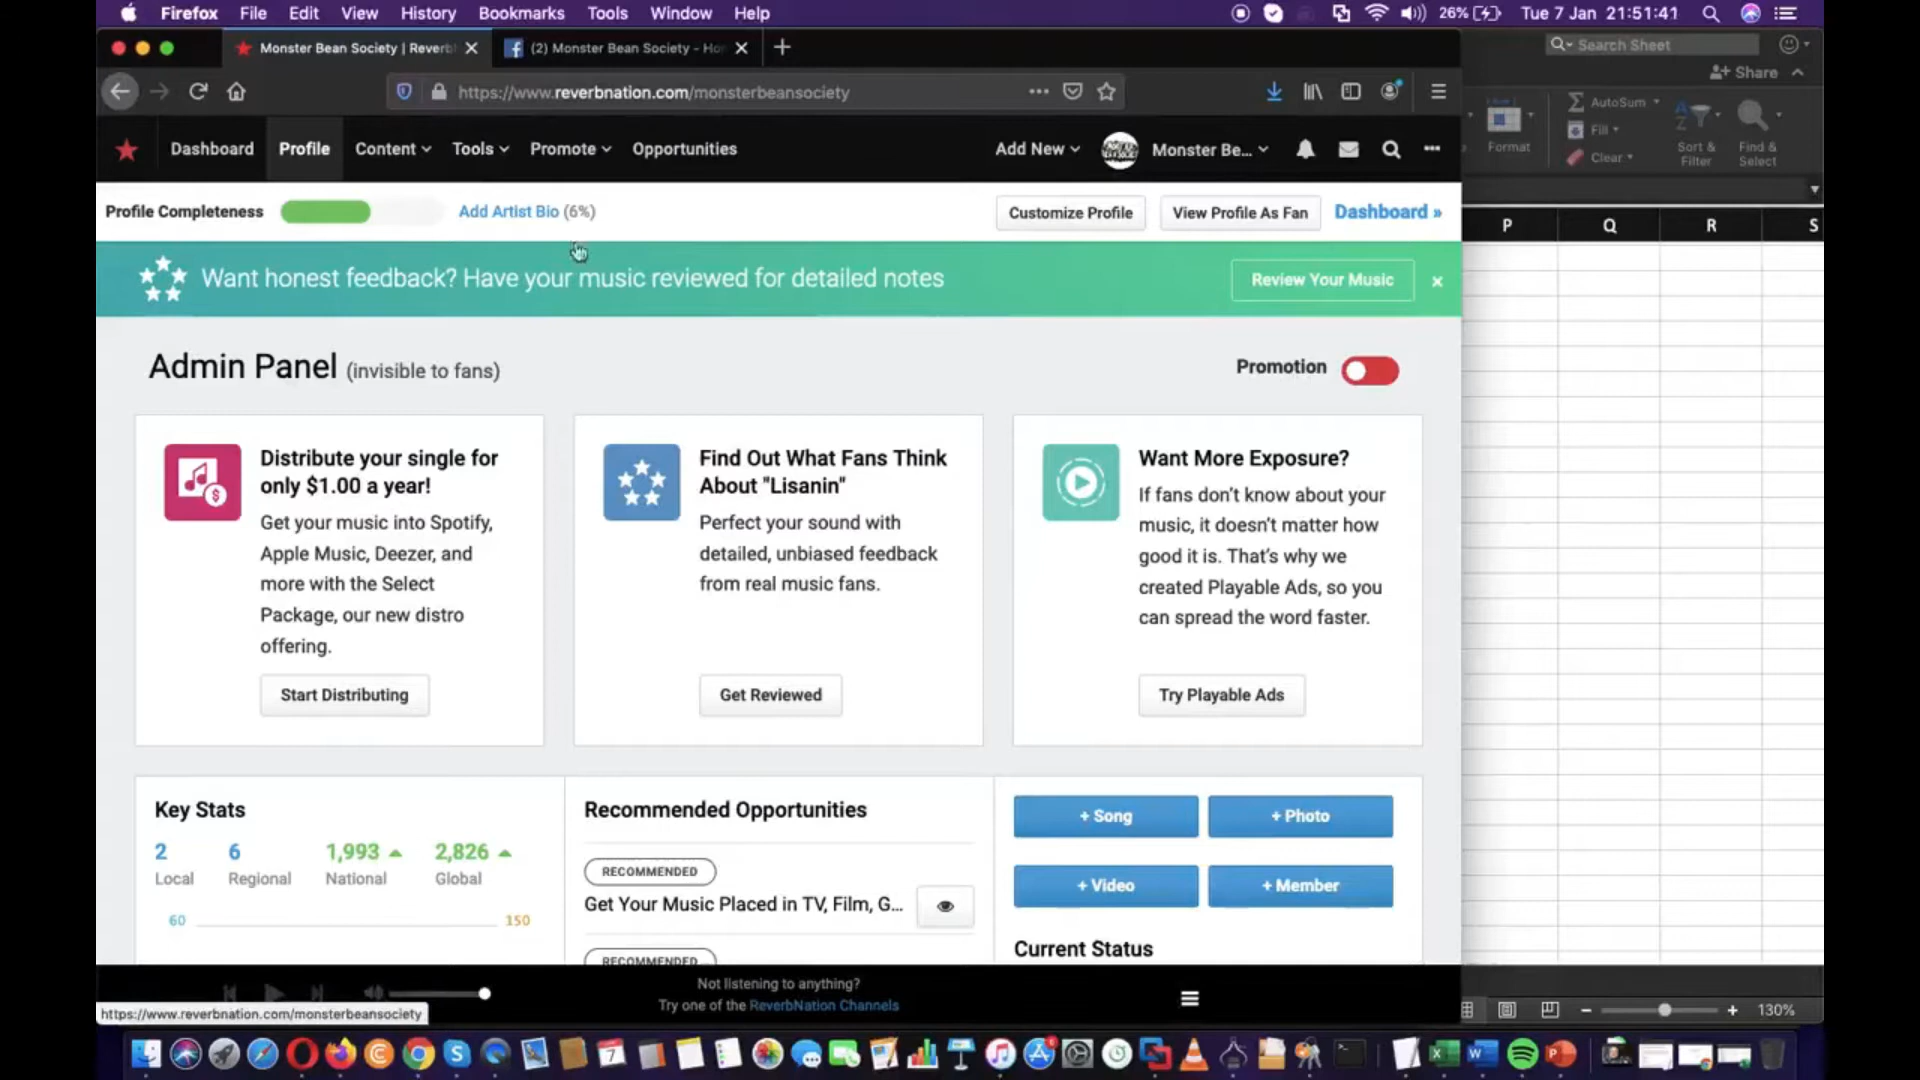 Firefox File Edit View History Bookmarks Tools Window Help 26% Tue 7 Jan 21:51:41
Monster Bean Society | Reverb (2) Monster Bean Society - Ho
Search Sheet
Share
https://www.reverbnation.com/monsterbeansociety
AutoSum
Fill
Clear
Format
Sort & Filter
Find & Select
Dashboard Profile Content Tools Promote Opportunities Add New Monster Be...
Profile Completeness Add Artist Bio (6%) Customize Profile View Profile As Fan Dashboard »
P Q R S
Want honest feedback? Have your music reviewed for detailed notes Review Your Music ×
Admin Panel (invisible to fans) Promotion
Distribute your single for
only $1.00 a year!
Get your music into Spotify,
Apple Music, Deezer, and
more with the Select
Package, our new distro
offering.
Start Distributing
Find Out What Fans Think
About "Lisanin"
Perfect your sound with
detailed, unbiased feedback
from real music fans.
Get Reviewed
Want More Exposure?
If fans don't know about your
music, it doesn't matter how
good it is. That's why we
created Playable Ads, so you
can spread the word faster.
Try Playable Ads
Key Stats
2 6 1,993 2,826
Local Regional National Global
60 150
Recommended Opportunities
RECOMMENDED
Get Your Music Placed in TV, Film, G...
RECOMMENDED
+ Song + Photo
+ Video + Member
Current Status
Not listening to anything?
Try one of the ReverbNation Channels
https://www.reverbnation.com/monsterbeansociety
130%
7